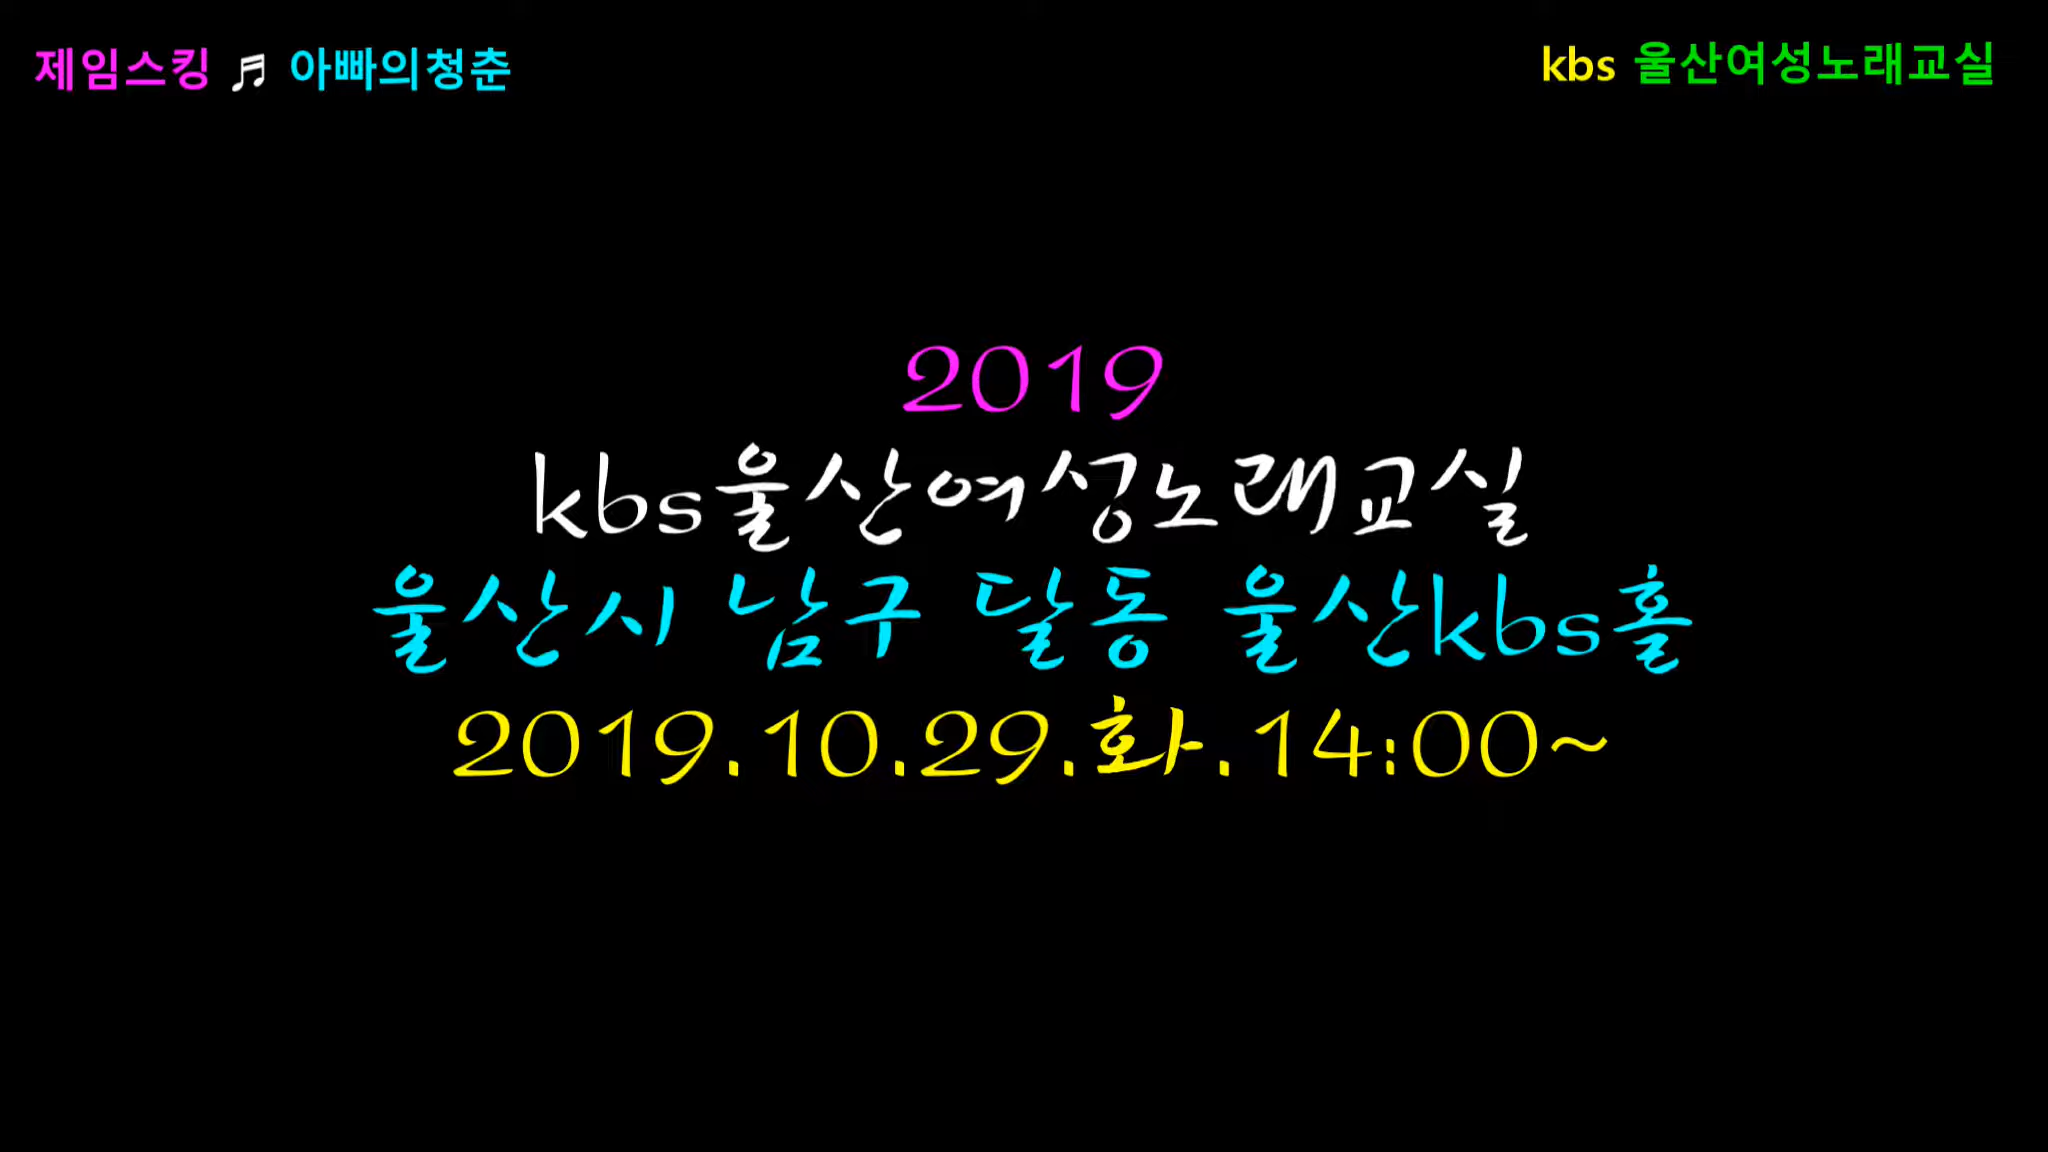 제임스킹 ♬ 아빠의청춘
kbs 울산여성노래교실
2019
kbs울산여성노래교실
울산시 남구 달동 울산kbs홀
2019.10.29.화.14:00~